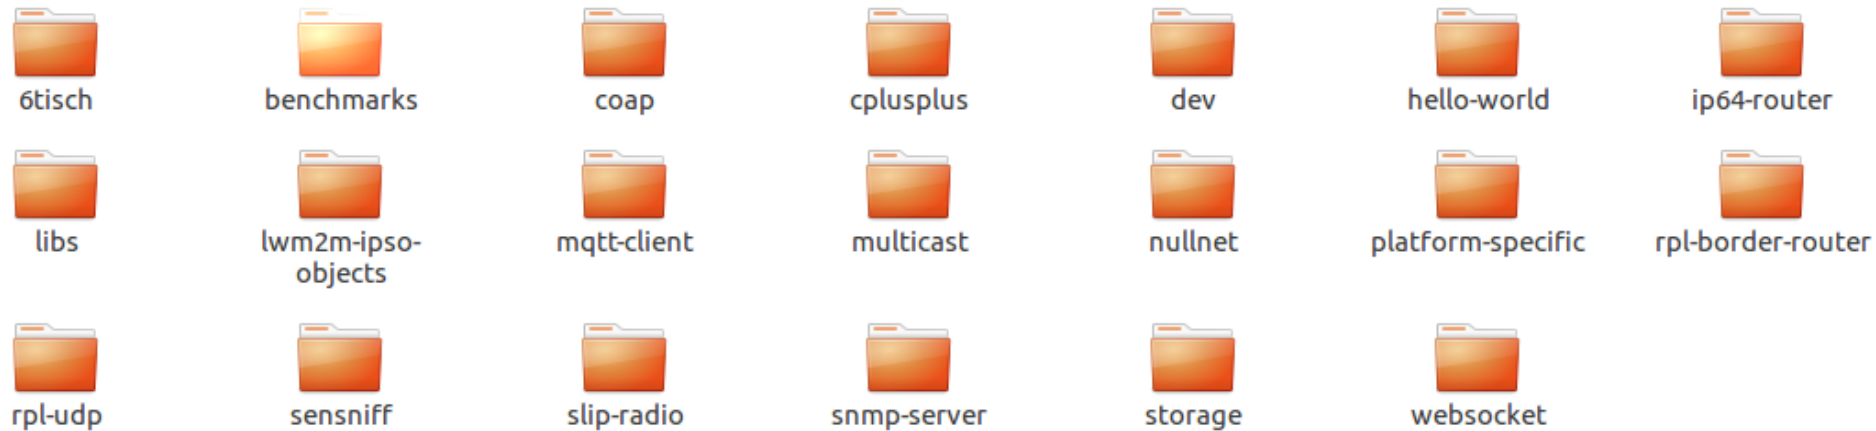 6tisch
benchmarks
coap
cplusplus
dev
hello-world
ip64-router
libs
lwm2m-ipso-
objects
mqtt-client
multicast
nullnet
platform-specific
rpl-border-router
rpl-udp
sensniff
slip-radio
snmp-server
storage
websocket